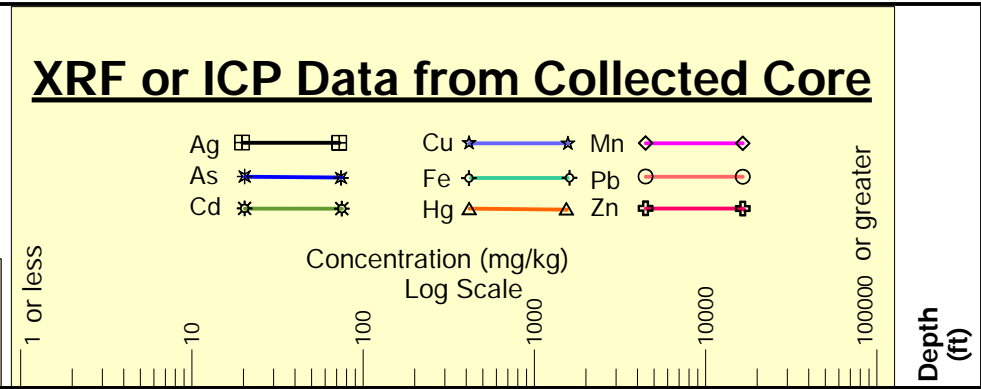 XRF or ICP Data from Collected Core
Ag Cu Mn
As Fe Pb
Cd Hg Zn
Concentration (mg/kg)
Log Scale
1 or less
10
100
1000
10000
100000 or greater
Depth
(ft)